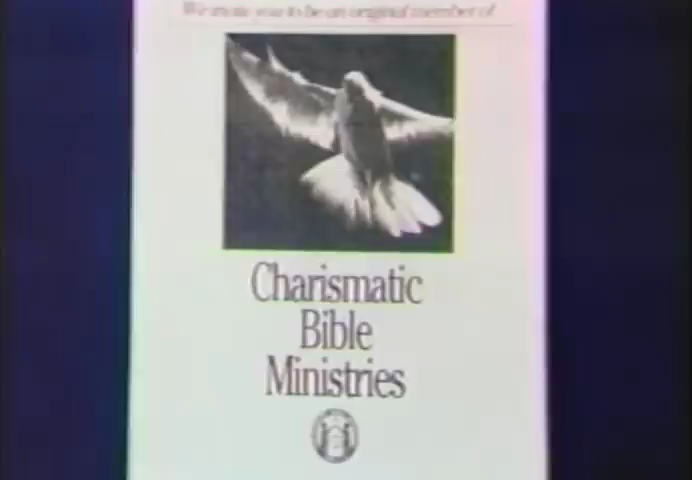 We invite you to be an original member of
Charismatic
Bible
Ministries